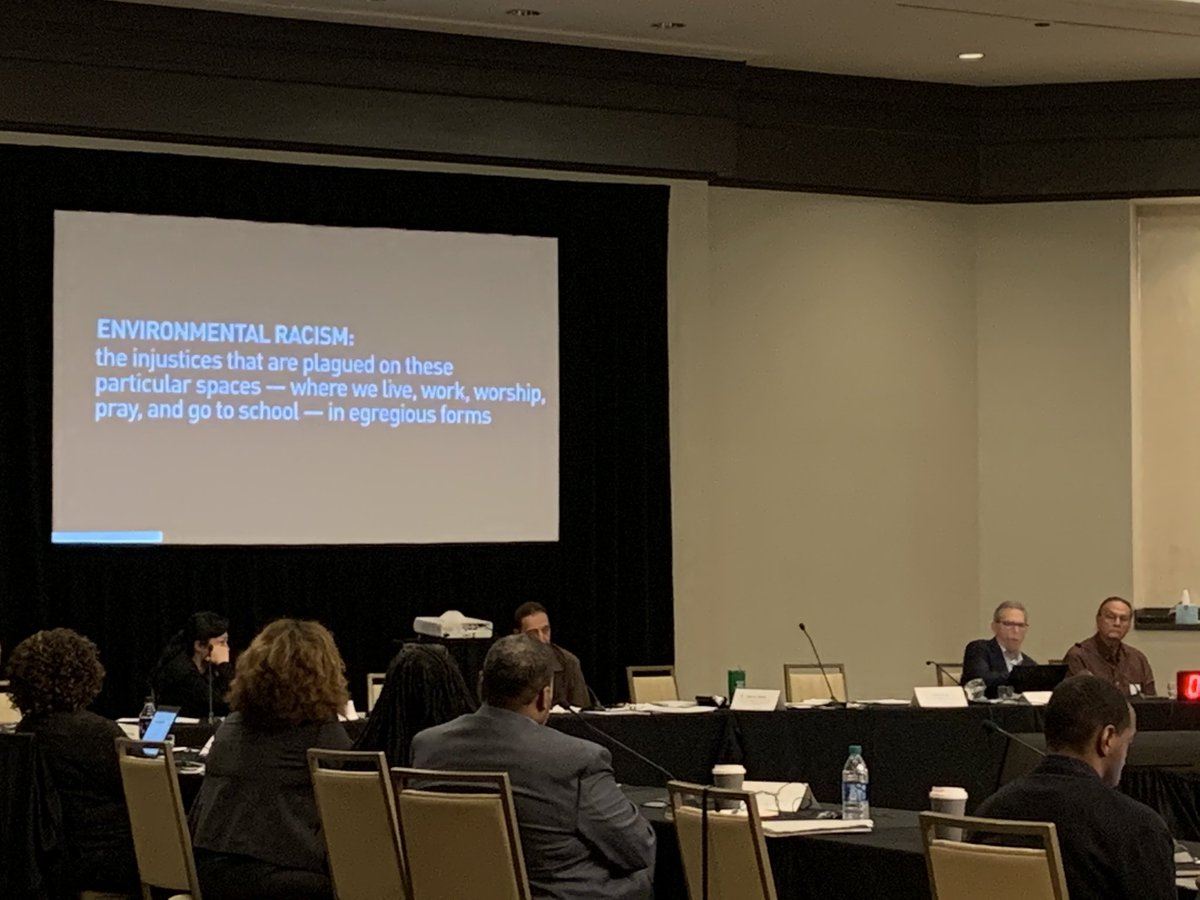 ENVIRONMENTAL RACISM:
the injustices that are plagued on these
particular spaces — where we live, work, worship,
pray, and go to school — in egregious forms
0